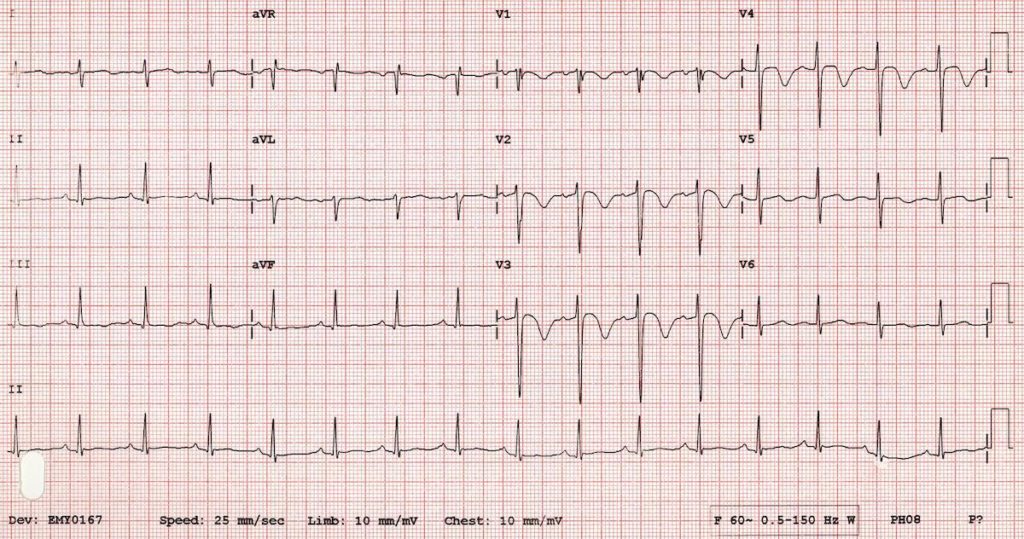 I aVR V1 V4
II aVL V2 V5
III aVF V3 V6
II
Dev: EMY0167 Speed: 25 mm/sec Limb: 10 mm/mV Chest: 10 mm/mV F 60~ 0.5-150 Hz W PH08 P?